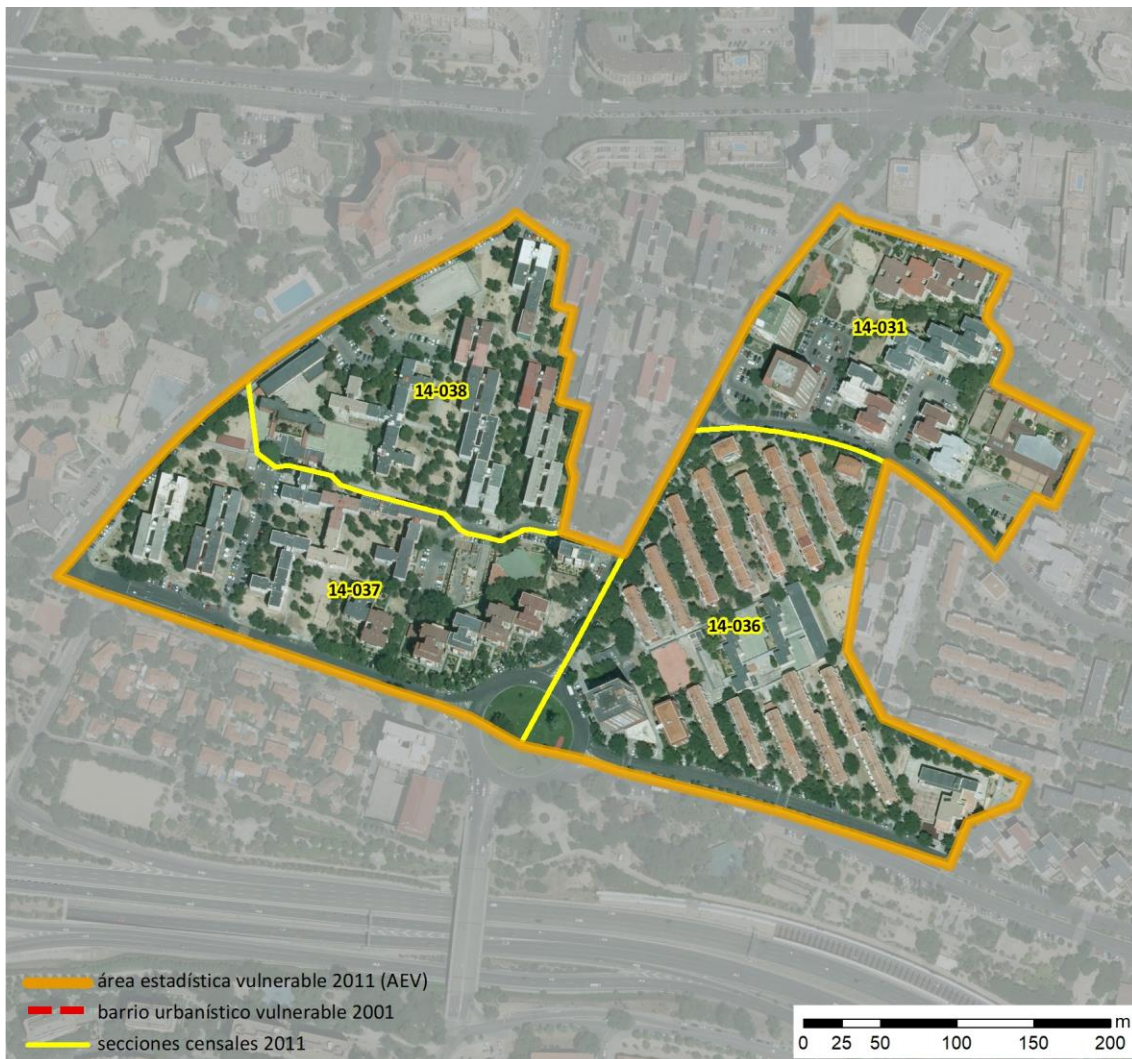 14-031
14-038
14-037
14-036
área estadística vulnerable 2011 (AEV)
barrio urbanístico vulnerable 2001
secciones censales 2011
m
0 25 50 100 150 200